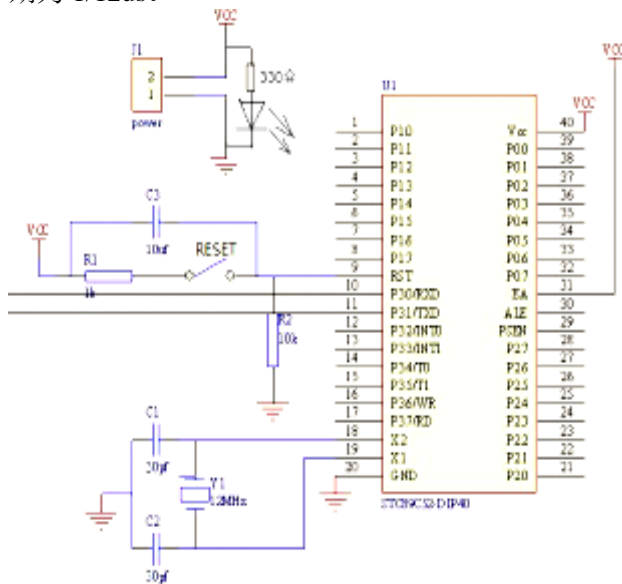 VCC
J1
2
1
power
330Ω
VCC
U1
VCC
1 P10 Vcc 40
2 P11 P00 39
3 P12 P01 38
4 P13 P02 37
5 P14 P03 36
6 P15 P04 35
7 P16 P05 34
8 P17 P06 33
9 RST P07 32
10 P30/RXD EA 31
11 P31/TXD ALE 30
12 P32/INT0 PSEN 29
13 P33/INT1 P27 28
14 P34/T0 P26 27
15 P35/T1 P25 26
16 P36/WR P24 25
17 P37/RD P23 24
18 X2 P22 23
19 X1 P21 22
20 GND P20 21
STC89C52-DIP40
C3
10uf
VCC
R1
1k
RESET
R2
10k
C1
30pf
Y1
12MHz
C2
30pf